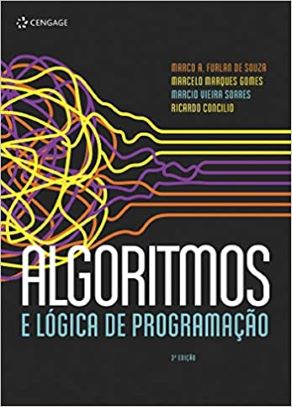 CENGAGE
MARCO A. FURLAN DE SOUZA
MARCELO MARQUES GOMES
MARCIO VIEIRA SOARES
RICARDO CONCILIO
ALGORITMOS
E LÓGICA DE PROGRAMAÇÃO
3ª EDIÇÃO